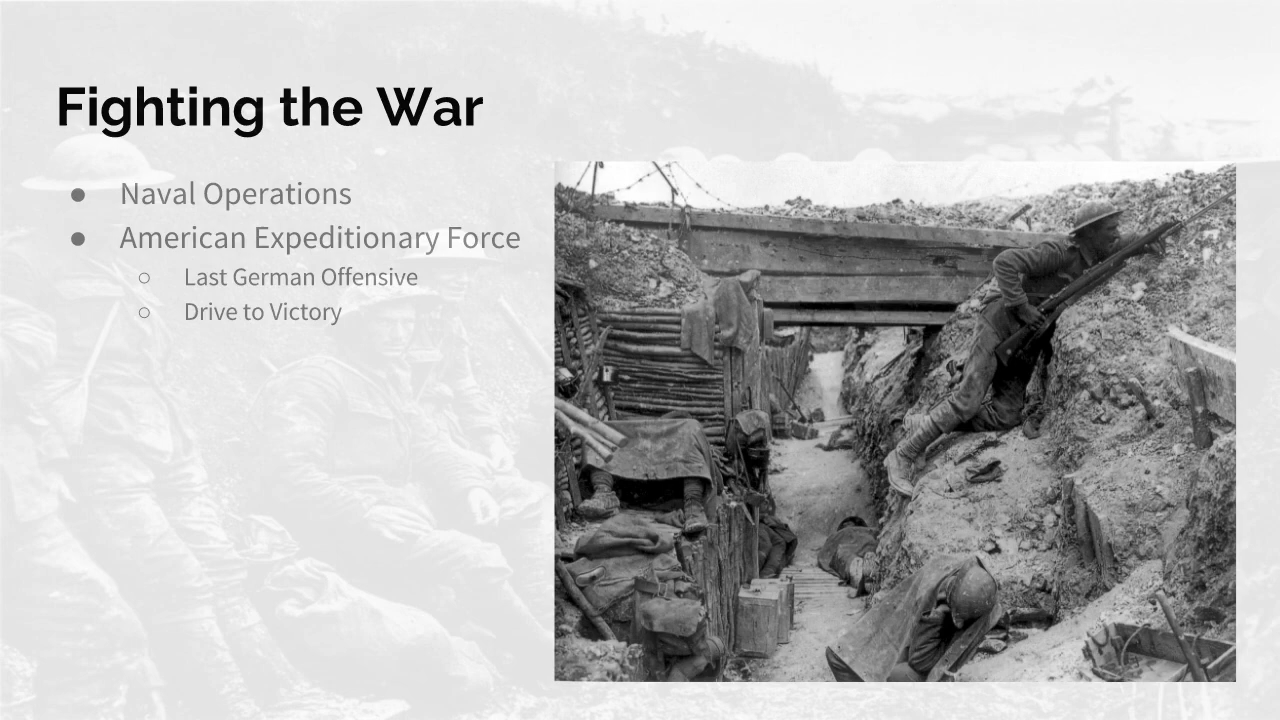 Fighting the War
● Naval Operations
● American Expeditionary Force
○ Last German Offensive
○ Drive to Victory